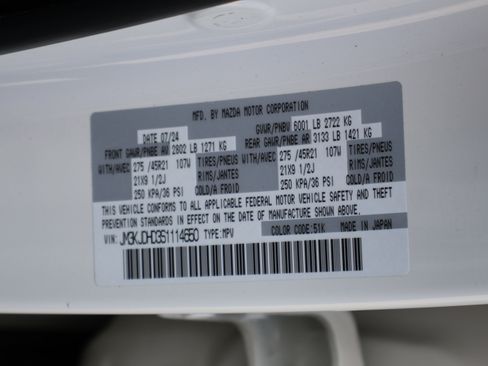 MFD. BY MAZDA MOTOR CORPORATION
DATE 07/24 GVWR/PNBV 6001 LB 2722 KG
FRONT GAWR/PNBE AV 2802 LB 1271 KG REAR GAWR/PNBE AR 3133 LB 1421 KG
WITH/AVEC 275 /45R21 107W TIRES/PNEUS WITH/AVEC 275 /45R21 107W TIRES/PNEUS
21X9 1/2J RIMS/JANTES 21X9 1/2J RIMS/JANTES
250 KPA/36 PSI COLD/A FROID 250 KPA/36 PSI COLD/A FROID
THIS VEHICLE CONFORMS TO ALL APPLICABLE FEDERAL MOTOR VEHICLE SAFETY AND THEFT
PREVENTION STANDARDS IN EFFECT ON THE DATE OF MANUFACTURE SHOWN ABOVE.
VIN: JM3KJDHD3S1114650 TYPE:MPV COLOR CODE:51K MADE IN JAPAN